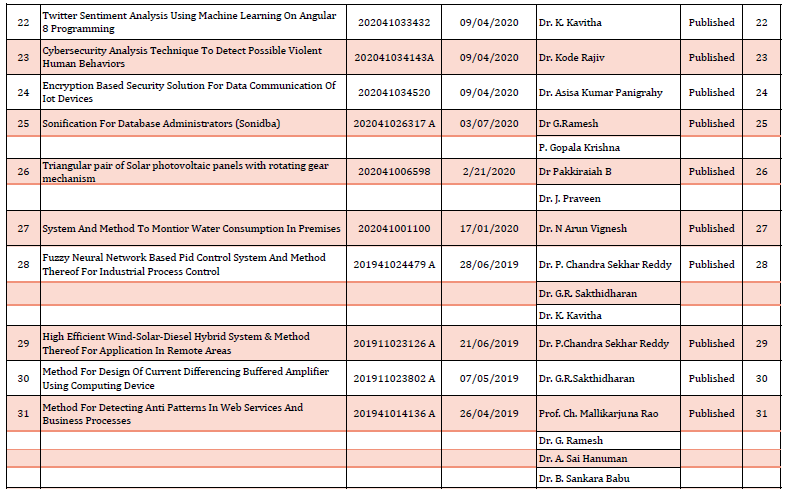 22 Twitter Sentiment Analysis Using Machine Learning On Angular 8 Programming 202041033432 09/04/2020 Dr. K. Kavitha Published 22
23 Cybersecurity Analysis Technique To Detect Possible Violent Human Behaviors 202041034143A 09/04/2020 Dr. Kode Rajiv Published 23
24 Encryption Based Security Solution For Data Communication Of Iot Devices 202041034520 09/04/2020 Dr. Asisa Kumar Panigrahy Published 24
25 Sonification For Database Administrators (Sonidba) 202041026317 A 03/07/2020 Dr G.Ramesh Published 25
P. Gopala Krishna
26 Triangular pair of Solar photovoltaic panels with rotating gear mechanism 202041006598 2/21/2020 Dr Pakkiraiah B Published 26
Dr. J. Praveen
27 System And Method To Montior Water Consumption In Premises 202041001100 17/01/2020 Dr. N Arun Vignesh Published 27
28 Fuzzy Neural Network Based Pid Control System And Method Thereof For Industrial Process Control 201941024479 A 28/06/2019 Dr. P. Chandra Sekhar Reddy Published 28
Dr. G.R. Sakthidharan
Dr. K. Kavitha
29 High Efficient Wind-Solar-Diesel Hybrid System & Method Thereof For Application In Remote Areas 201911023126 A 21/06/2019 Dr. P.Chandra Sekhar Reddy Published 29
30 Method For Design Of Current Differencing Buffered Amplifier Using Computing Device 201911023802 A 07/05/2019 Dr. G.R.Sakthidharan Published 30
31 Method For Detecting Anti Patterns In Web Services And Business Processes 201941014136 A 26/04/2019 Prof. Ch. Mallikarjuna Rao Published 31
Dr. G. Ramesh
Dr. A. Sai Hanuman
Dr. B. Sankara Babu